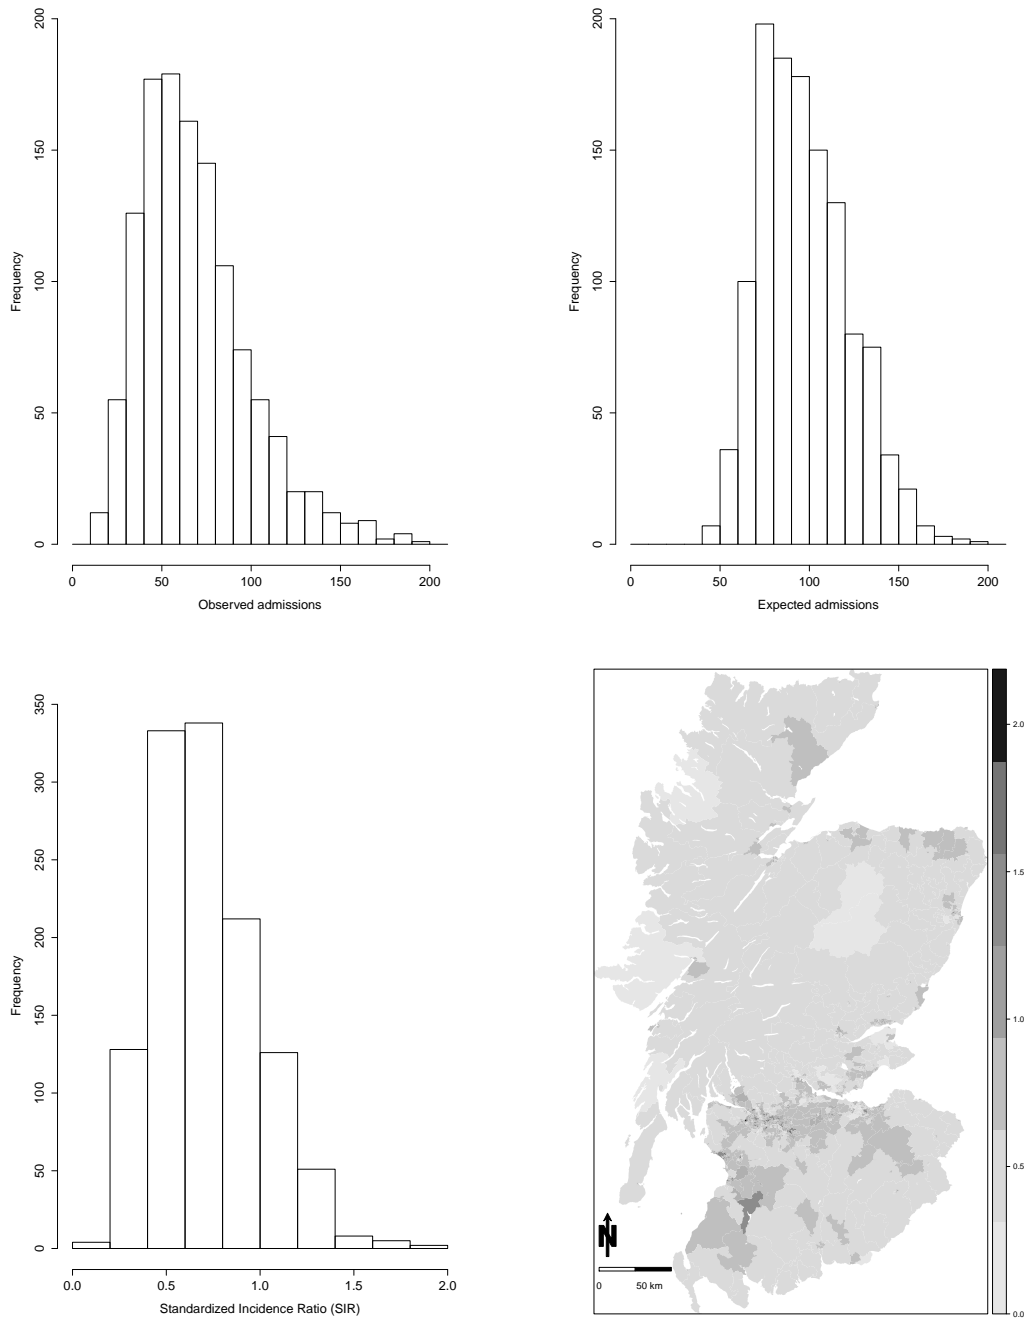 200
150
100
50
0
Frequency
0 50 100 150 200
Observed admissions
200
150
100
50
0
Frequency
0 50 100 150 200
Expected admissions
350
300
250
200
150
100
50
0
Frequency
0.0 0.5 1.0 1.5 2.0
Standardized Incidence Ratio (SIR)
2.0
1.5
1.0
0.5
0.0
N
0 50 km